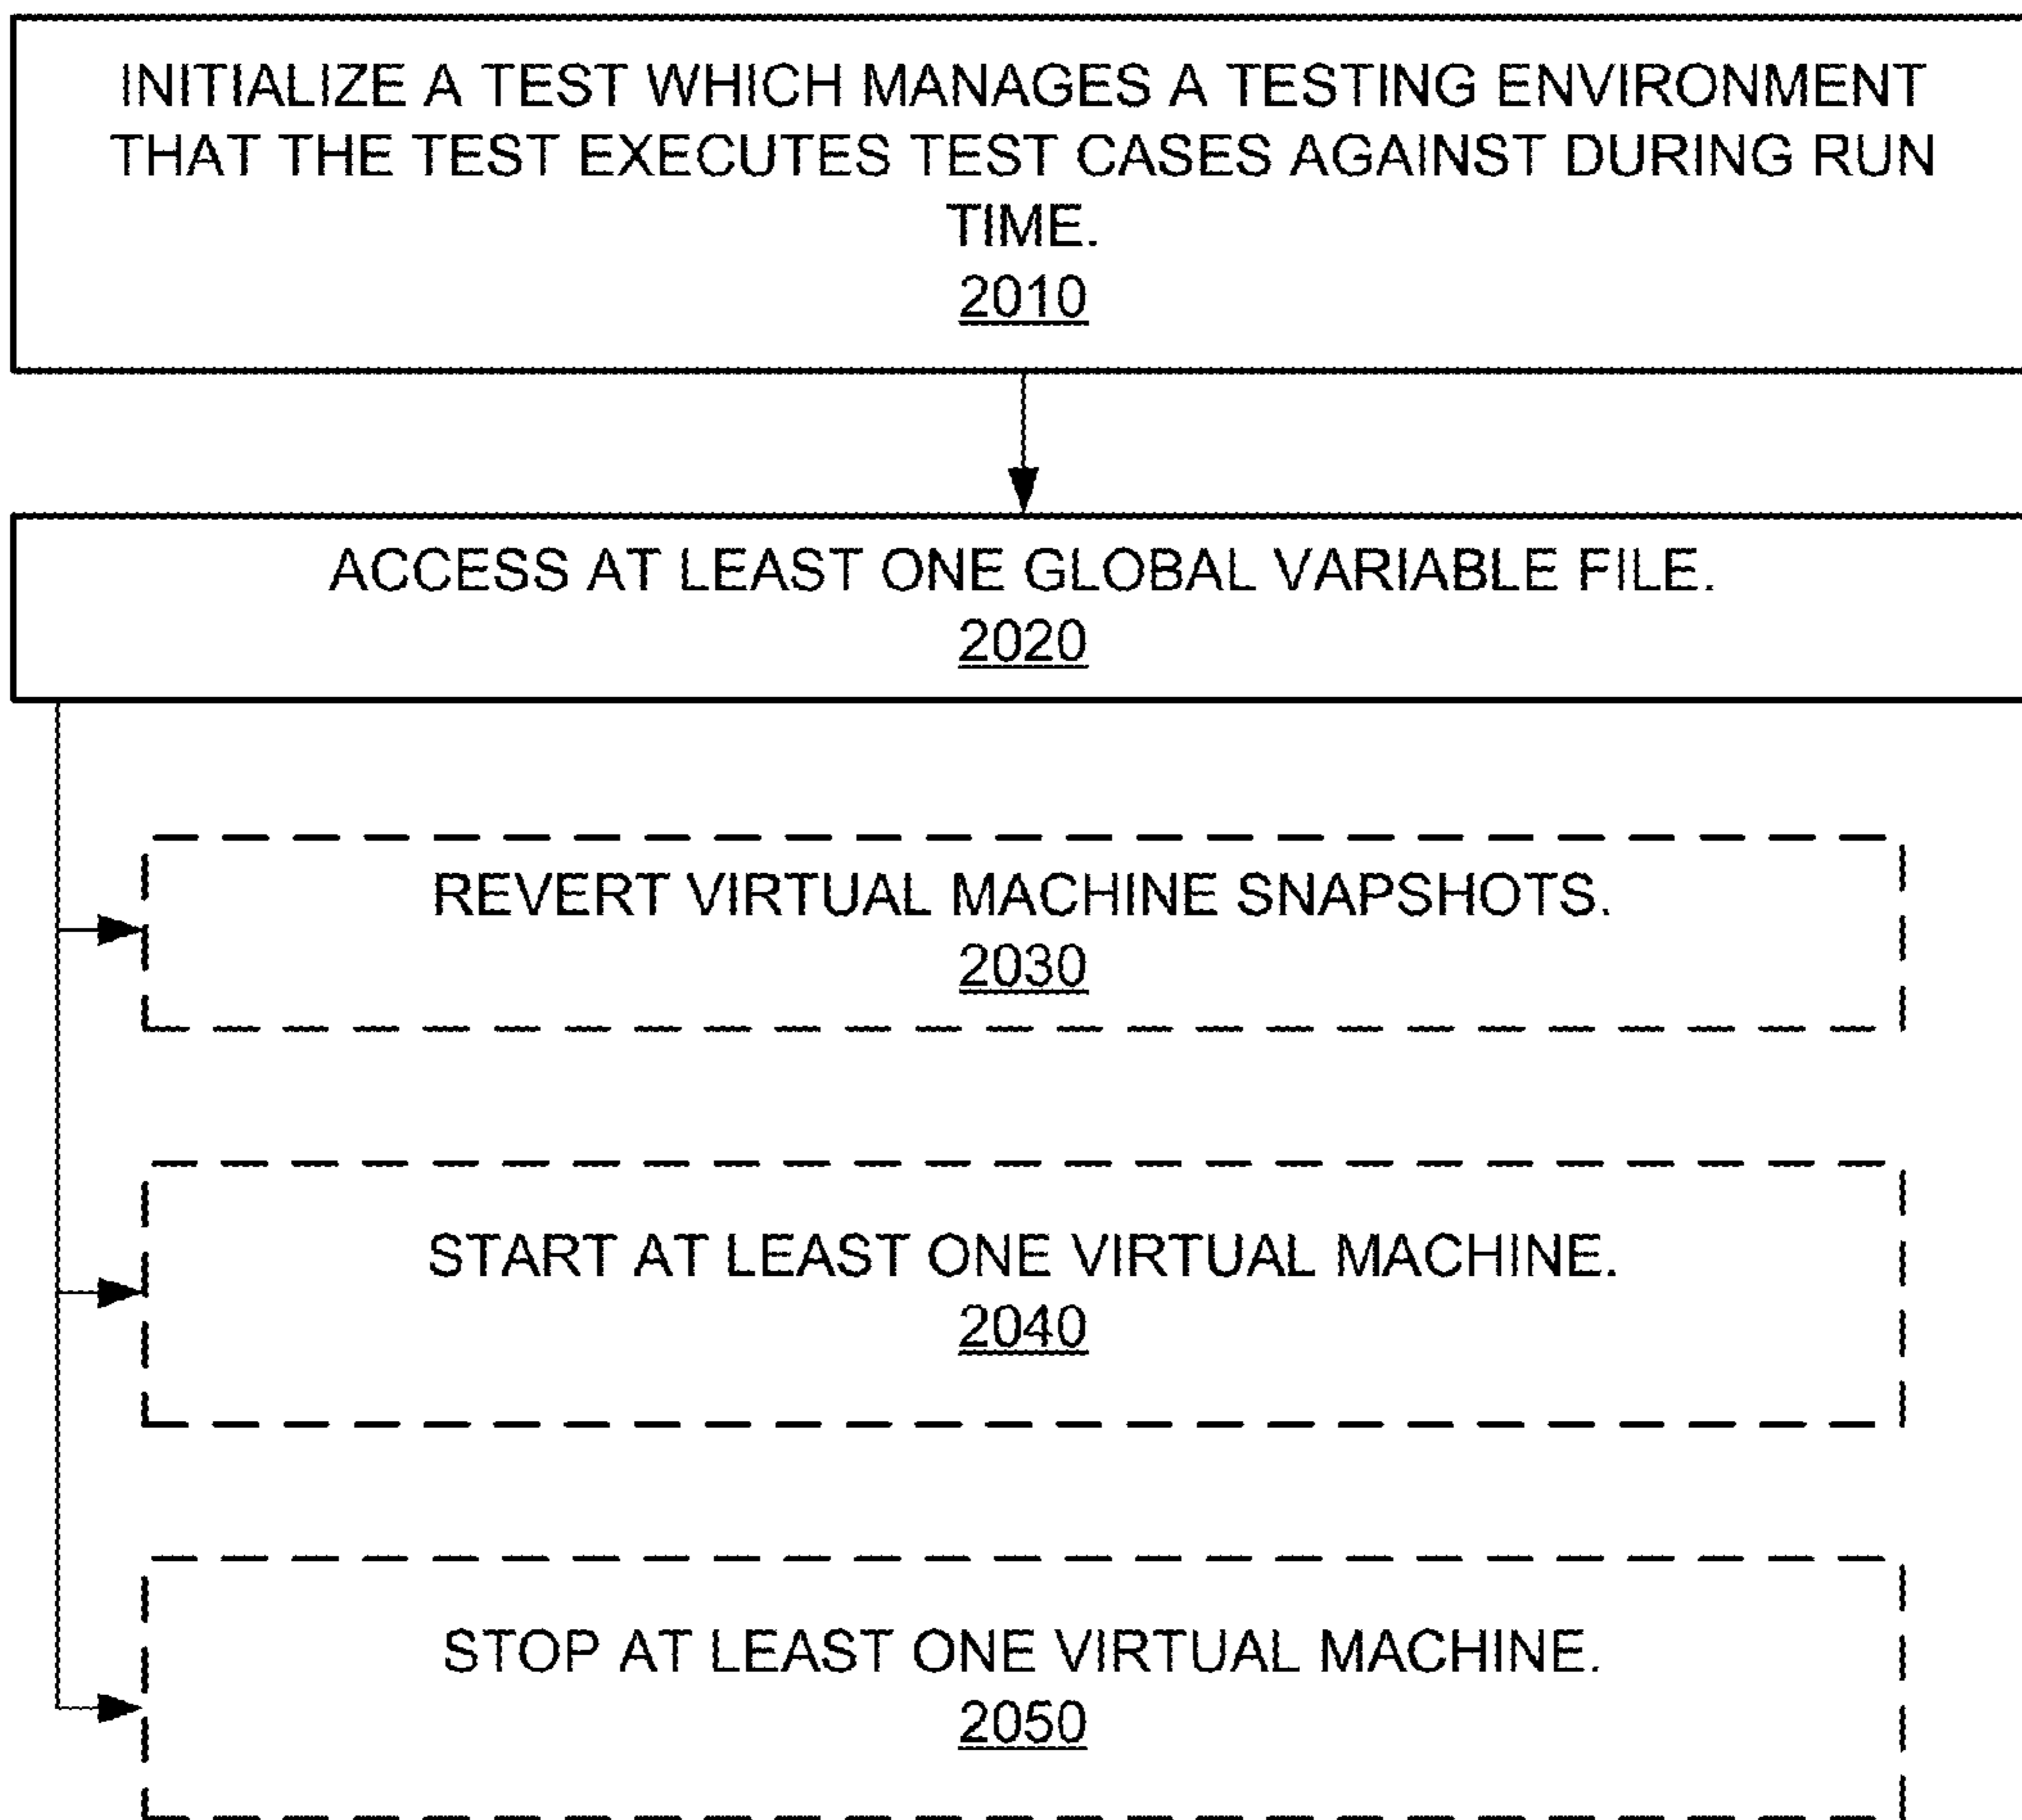 INITIALIZE A TEST WHICH MANAGES A TESTING ENVIRONMENT
THAT THE TEST EXECUTES TEST CASES AGAINST DURING RUN
TIME.
2010
ACCESS AT LEAST ONE GLOBAL VARIABLE FILE.
2020
REVERT VIRTUAL MACHINE SNAPSHOTS.
2030
START AT LEAST ONE VIRTUAL MACHINE.
2040
STOP AT LEAST ONE VIRTUAL MACHINE.
2050